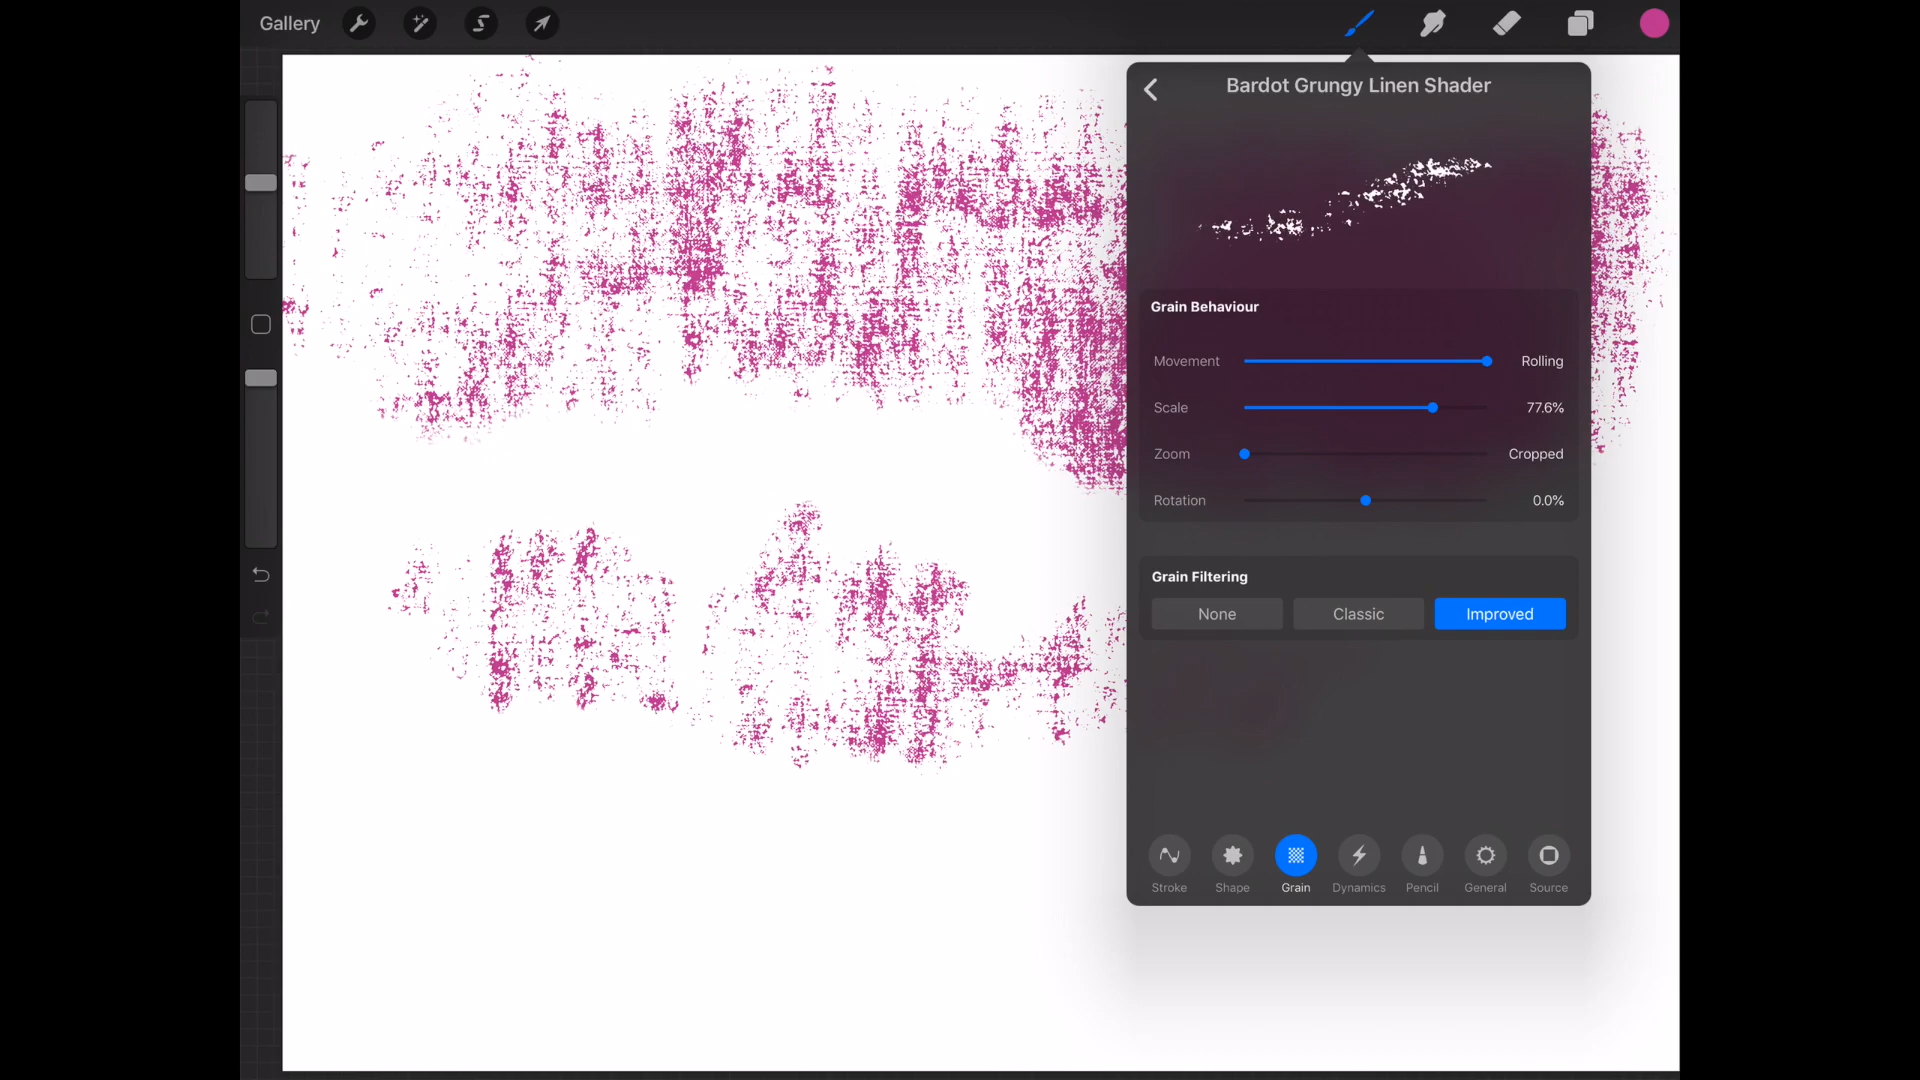 Gallery
Bardot Grungy Linen Shader
Grain Behaviour
Movement Rolling
Scale 77.6%
Zoom Cropped
Rotation 0.0%
Grain Filtering
None Classic Improved
Stroke Shape Grain Dynamics Pencil General Source